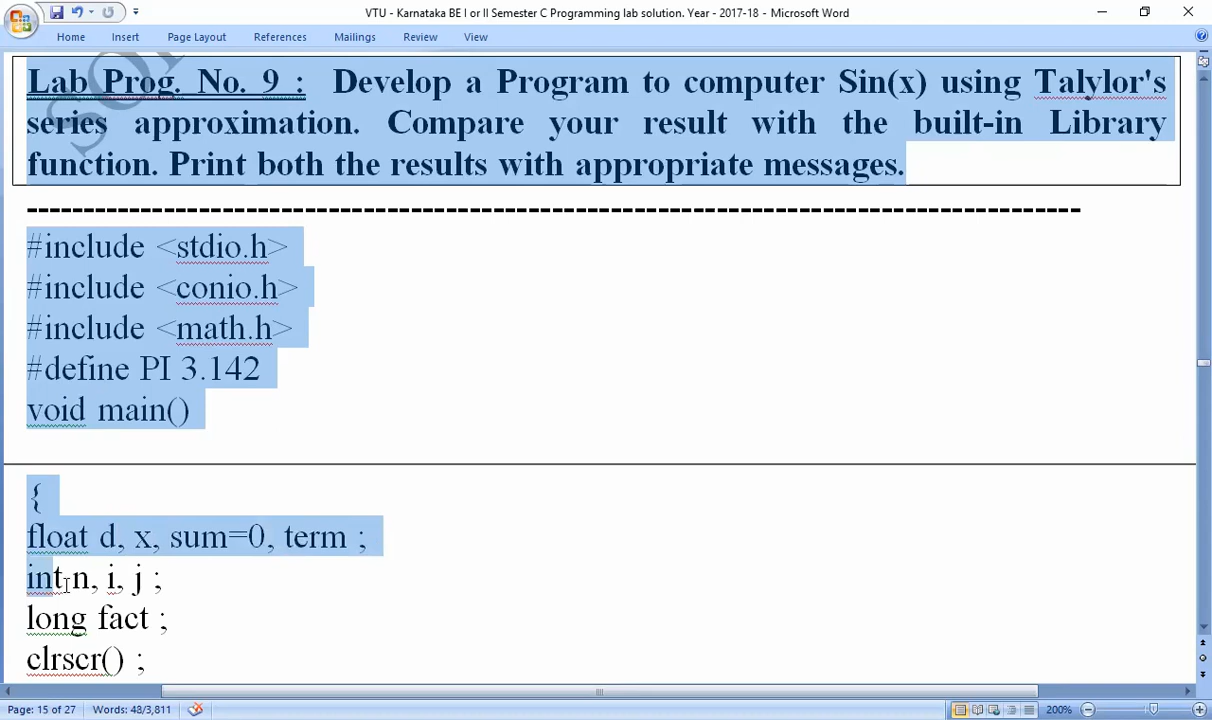 VTU - Karnataka BE I or II Semester C Programming lab solution. Year - 2017-18 - Microsoft Word
Home Insert Page Layout References Mailings Review View
Lab Prog. No. 9 : Develop a Program to computer Sin(x) using Talylor's
series approximation. Compare your result with the built-in Library
function. Print both the results with appropriate messages.
#include <stdio.h>
#include <conio.h>
#include <math.h>
#define PI 3.142
void main()
{
float d, x, sum=0, term ;
int n, i, j ;
long fact ;
clrscr() ;
Page: 15 of 27 Words: 48/3,811 200%